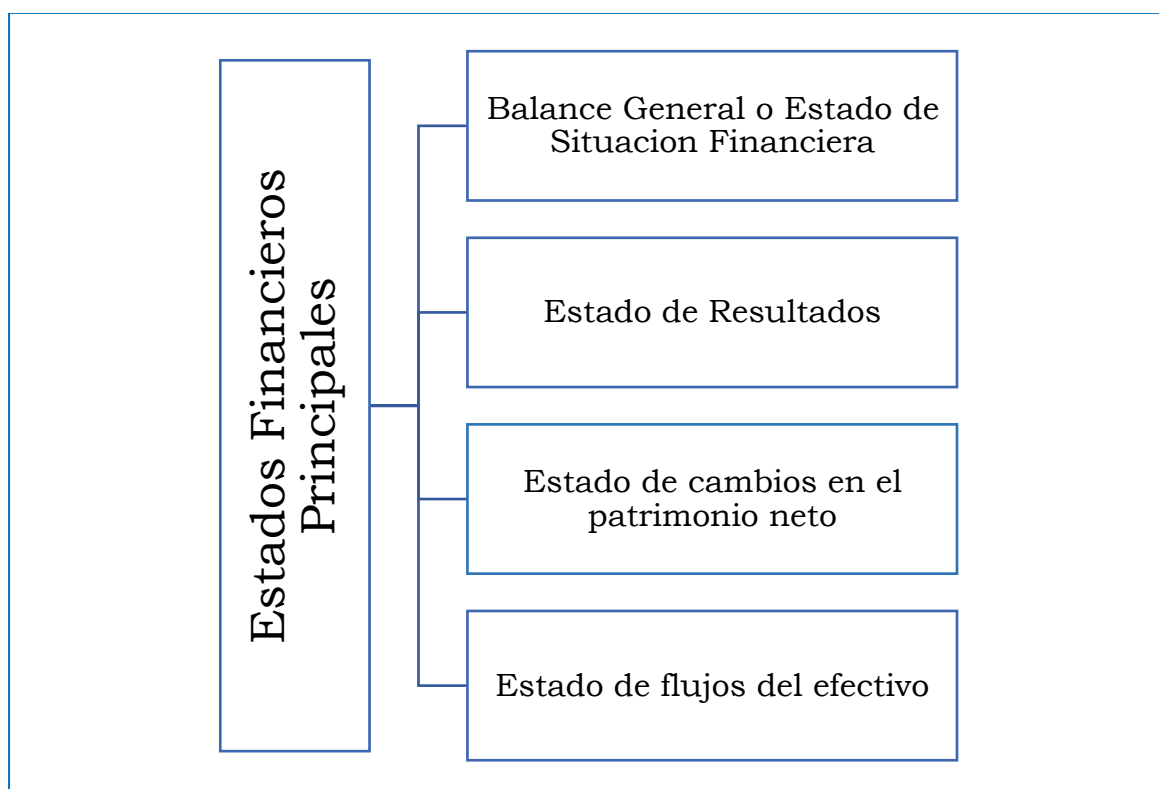 Estados Financieros
Principales
Balance General o Estado de
Situacion Financiera
Estado de Resultados
Estado de cambios en el
patrimonio neto
Estado de flujos del efectivo